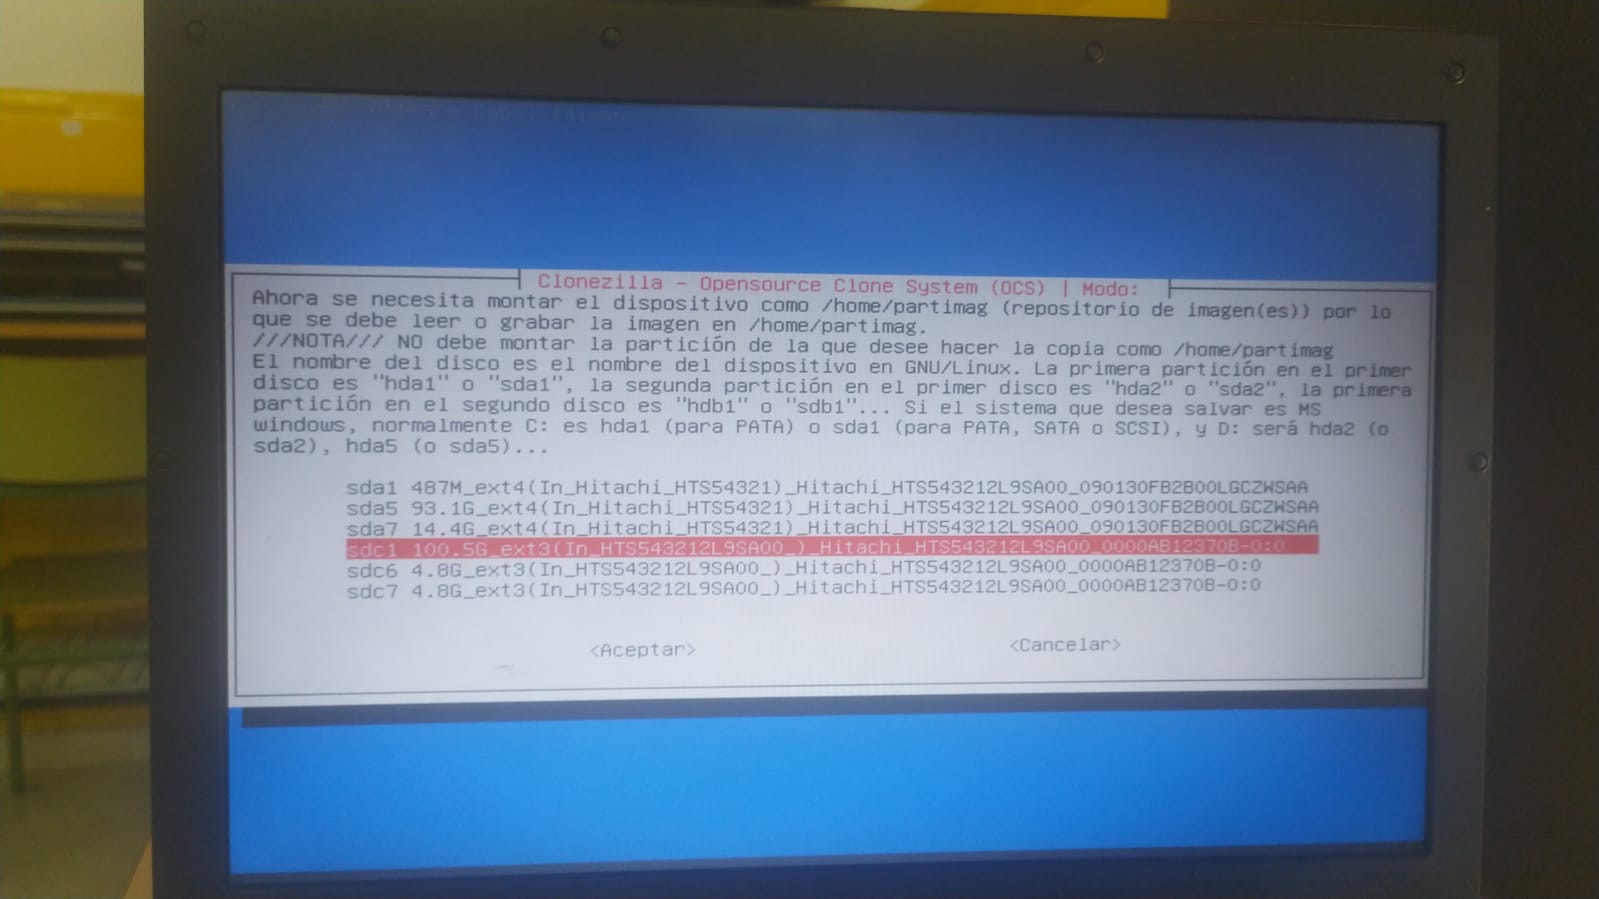 Clonezilla - Opensource Clone System (OCS) | Modo:
Ahora se necesita montar el dispositivo como /home/partimag (repositorio de imagen(es)) por lo
que se debe leer o grabar la imagen en /home/partimag.
///NOTA/// NO debe montar la partición de la que desee hacer la copia como /home/partimag
El nombre del disco es el nombre del dispositivo en GNU/Linux. La primera partición en el primer
disco es "hda1" o "sda1", la segunda partición en el primer disco es "hda2" o "sda2", la primera
partición en el segundo disco es "hdb1" o "sdb1"... Si el sistema que desea salvar es MS
windows, normalmente C: es hda1 (para PATA) o sda1 (para PATA, SATA o SCSI), y D: será hda2 (o
sda2), hda5 (o sda5)...
sda1 487M_ext4(In_Hitachi_HTS54321)_Hitachi_HTS543212L9SA00_090130FB2B00LGCZWSAA
sda5 93.1G_ext4(In_Hitachi_HTS54321)_Hitachi_HTS543212L9SA00_090130FB2B00LGCZWSAA
sda7 14.4G_ext4(In_Hitachi_HTS54321)_Hitachi_HTS543212L9SA00_090130FB2B00LGCZWSAA
sdc1 100.5G_ext3(In_HTS543212L9SA00_)_Hitachi_HTS543212L9SA00_0000AB12370B-0:0
sdc6 4.8G_ext3(In_HTS543212L9SA00_)_Hitachi_HTS543212L9SA00_0000AB12370B-0:0
sdc7 4.8G_ext3(In_HTS543212L9SA00_)_Hitachi_HTS543212L9SA00_0000AB12370B-0:0
<Aceptar> <Cancelar>